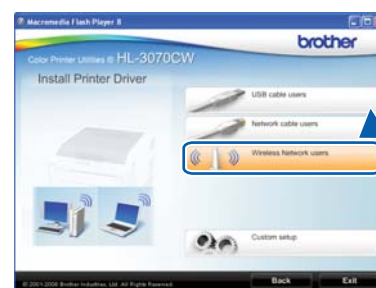 Macromedia Flash Player 8
brother
Color Printer Utilities © HL-3070CW
Install Printer Driver
USB cable users
Network cable users
Wireless Network users
Custom setup
© 2001-2008 Brother Industries, Ltd. All Rights Reserved.
Back
Exit